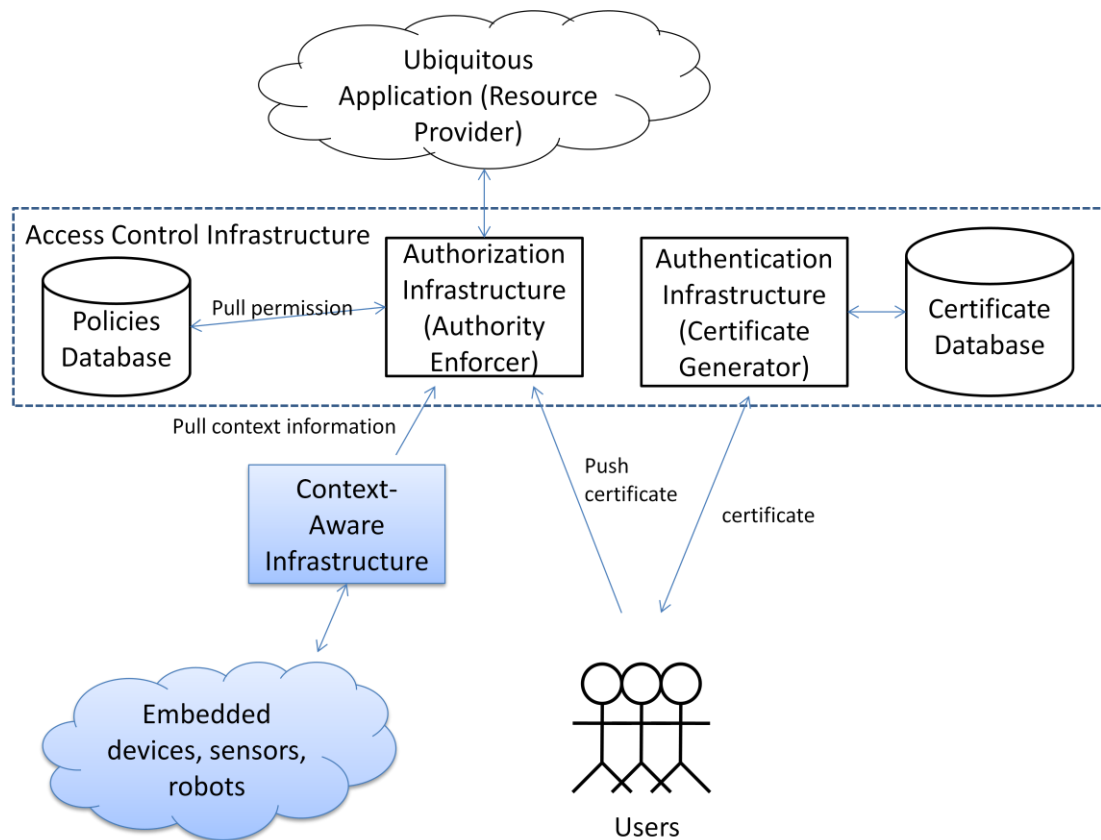 Ubiquitous
Application (Resource
Provider)
Access Control Infrastructure
Policies
Database
Pull permission
Authorization
Infrastructure
(Authority
Enforcer)
Authentication
Infrastructure
(Certificate
Generator)
Certificate
Database
Pull context information
Context-
Aware
Infrastructure
Push
certificate
certificate
Embedded
devices, sensors,
robots
Users